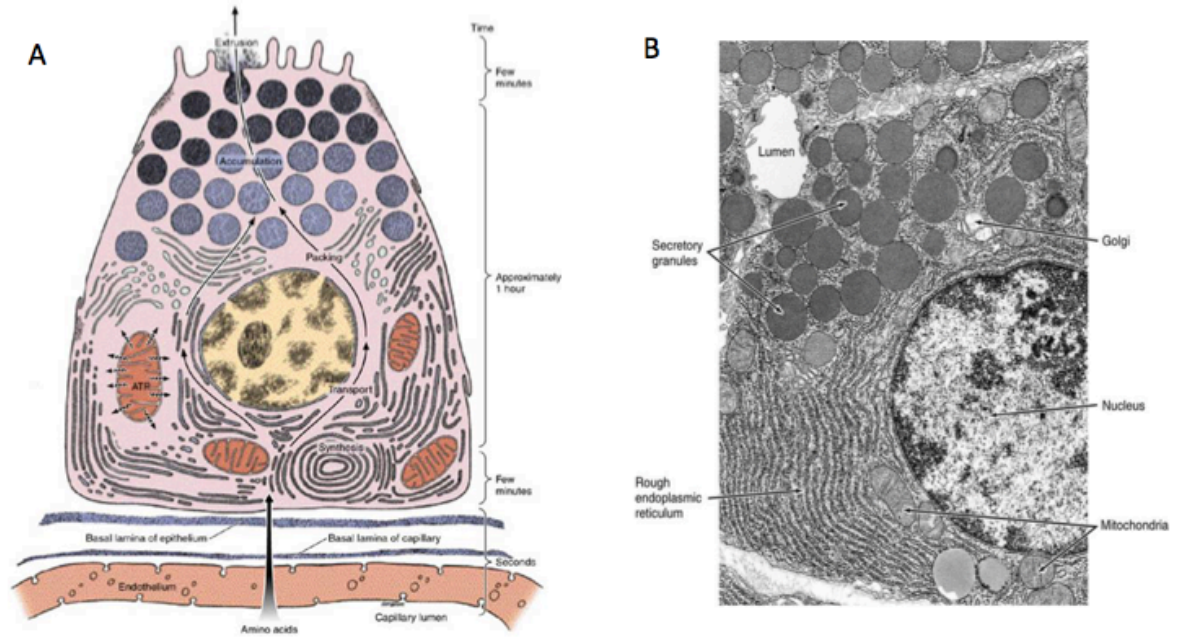 A
Extrusion
Time
Few
minutes
Accumulation
Packing
Approximately
1 hour
ATP
Transport
Synthesis
Few
minutes
Basal lamina of epithelium
Basal lamina of capillary
Seconds
Endothelium
Capillary lumen
Amino acids
B
Lumen
Secretory
granules
Golgi
Nucleus
Rough
endoplasmic
reticulum
Mitochondria